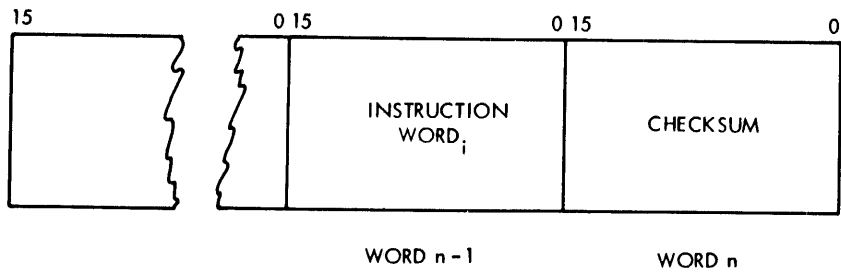 15 0 15 0 15 0
INSTRUCTION
WORDi
CHECKSUM
WORD n-1 WORD n